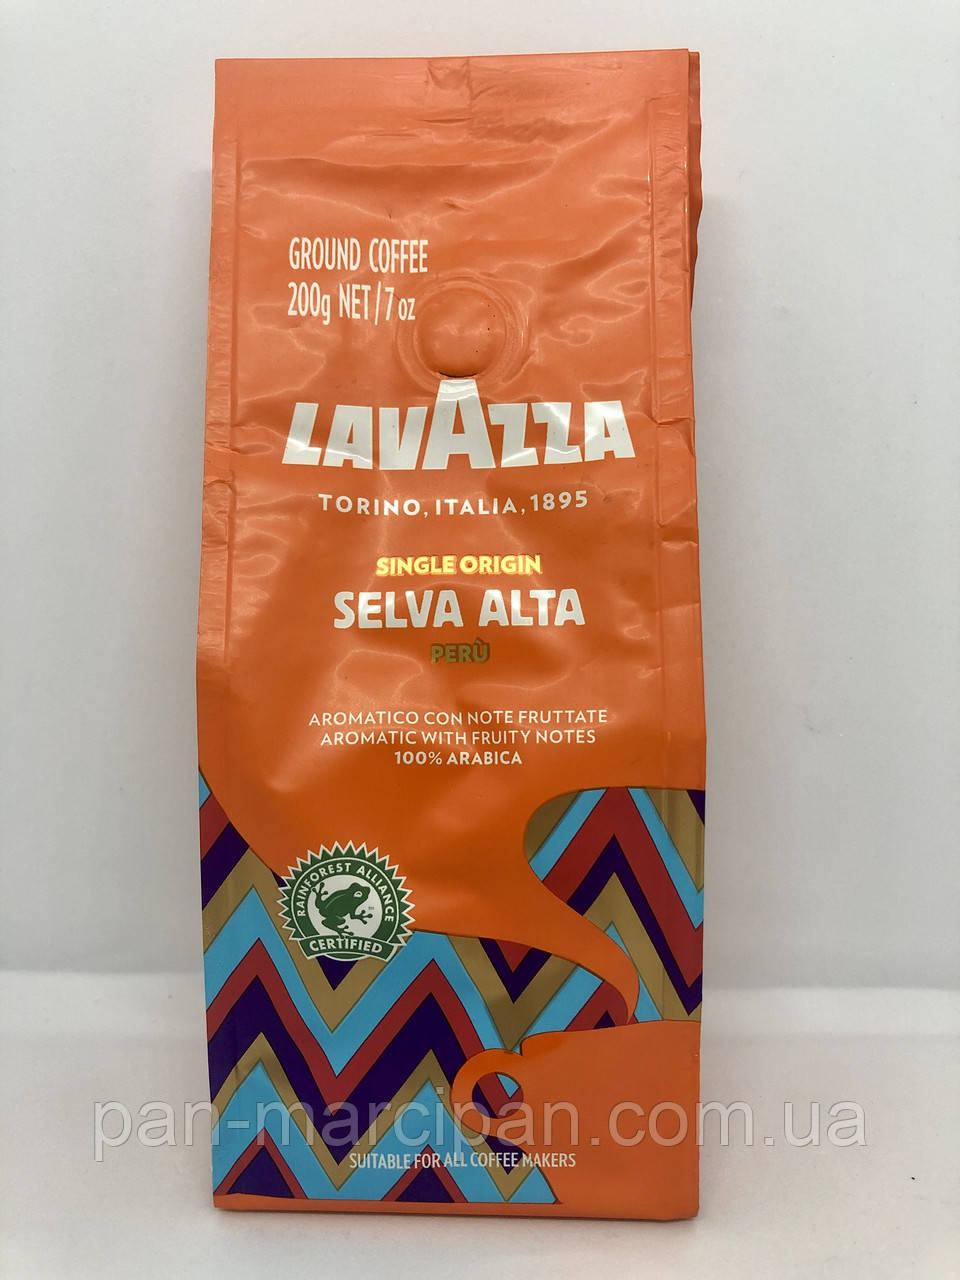 GROUND COFFEE
200g NET/7 oz
LAVAZZA
TORINO, ITALIA, 1895
SINGLE ORIGIN
SELVA ALTA
PERÙ
AROMATICO CON NOTE FRUTTATE
AROMATIC WITH FRUITY NOTES
100% ARABICA
RAINFOREST ALLIANCE
CERTIFIED
pan-marcipan.com.ua
SUITABLE FOR ALL COFFEE MAKERS